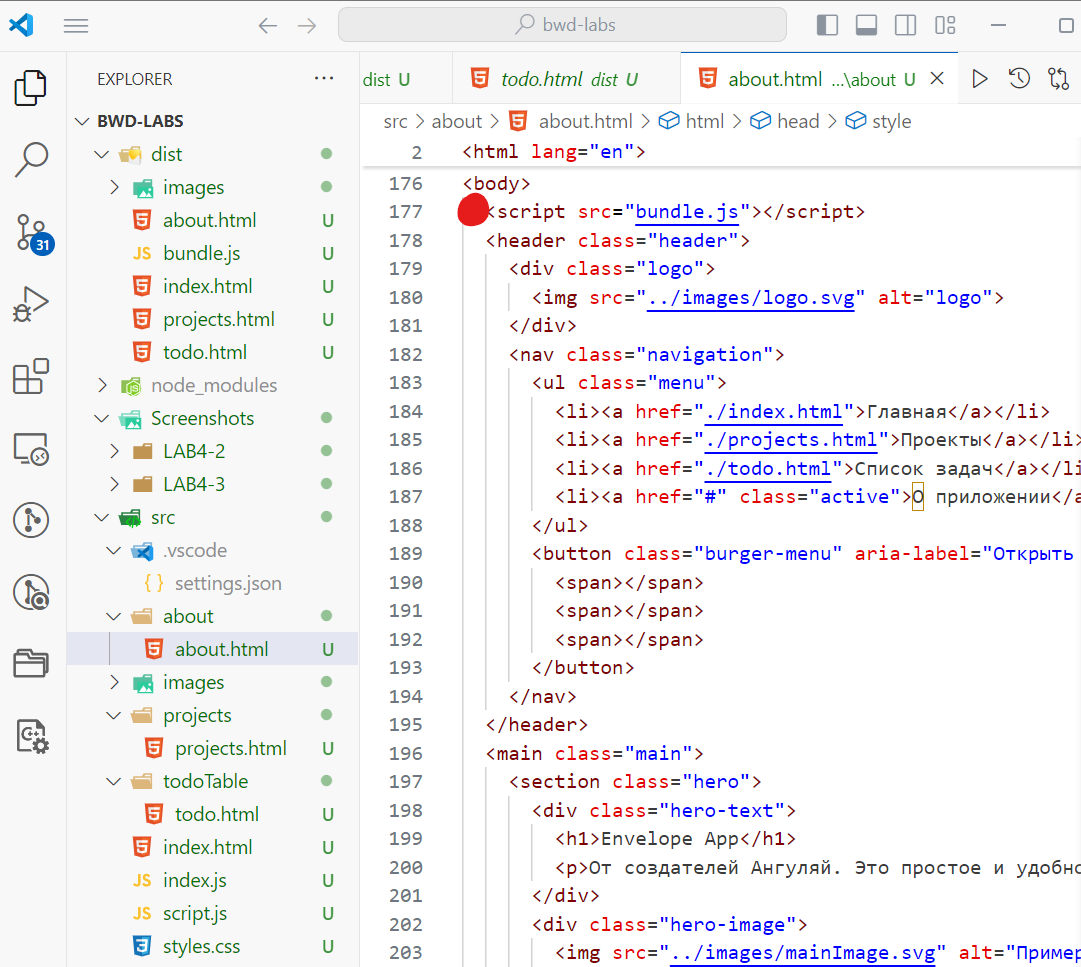 bwd-labs
EXPLORER
BWD-LABS
dist
images
about.html U
JS bundle.js U
index.html U
projects.html U
todo.html U
node_modules
Screenshots
LAB4-2
LAB4-3
src
.vscode
{} settings.json
about
about.html U
images
projects
projects.html U
todoTable
todo.html U
index.html U
JS index.js U
JS script.js U
styles.css U
31
dist U
todo.html dist U
about.html ...\about U
src > about > about.html > html > head > style
2 <html lang="en">
176 <body>
177 <script src="bundle.js"></script>
178 <header class="header">
179 <div class="logo">
180 <img src="../images/logo.svg" alt="logo">
181 </div>
182 <nav class="navigation">
183 <ul class="menu">
184 <li><a href="./index.html">Главная</a></li>
185 <li><a href="./projects.html">Проекты</a></li>
186 <li><a href="./todo.html">Список задач</a></li
187 <li><a href="#" class="active">О приложении</a
188 </ul>
189 <button class="burger-menu" aria-label="Открыть
190 <span></span>
191 <span></span>
192 <span></span>
193 </button>
194 </nav>
195 </header>
196 <main class="main">
197 <section class="hero">
198 <div class="hero-text">
199 <h1>Envelope App</h1>
200 <p>От создателей Ангуляй. Это простое и удобно
201 </div>
202 <div class="hero-image">
203 <img src="../images/mainImage.svg" alt="Пример